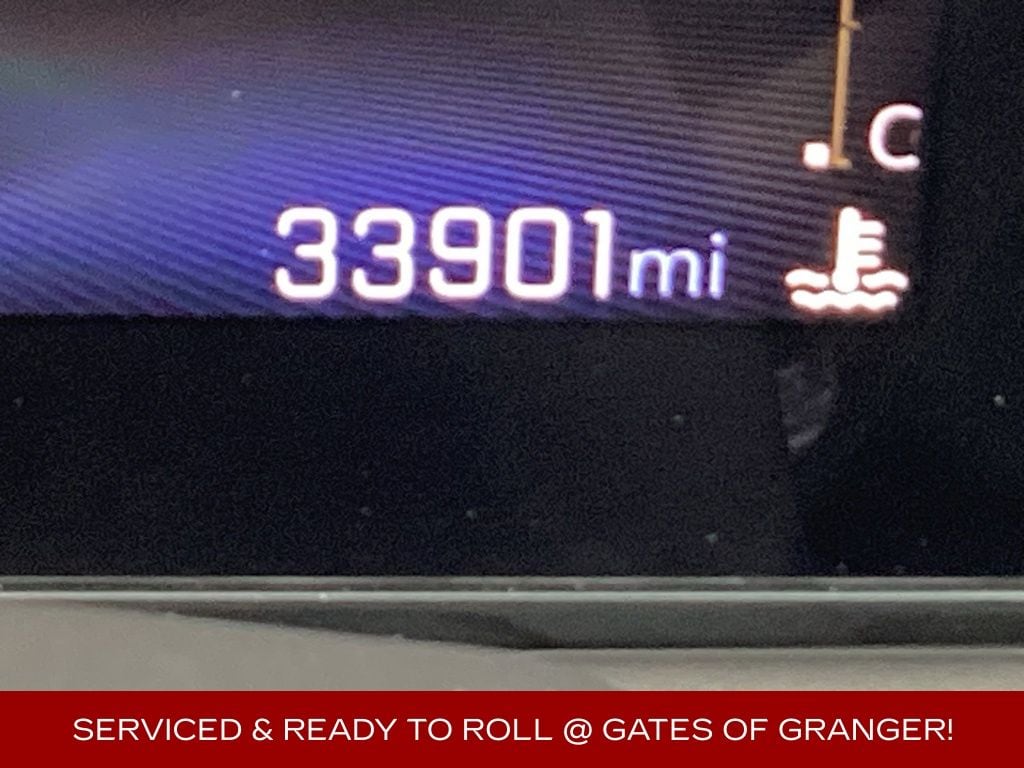 C
33901mi
SERVICED & READY TO ROLL @ GATES OF GRANGER!